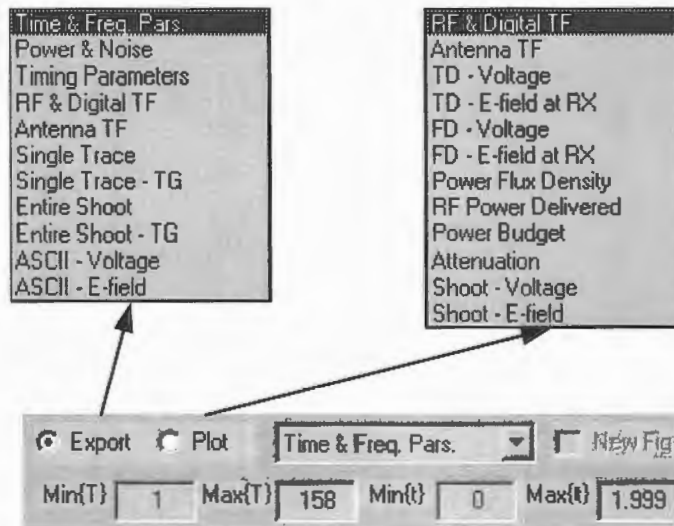 Time & Freq. Pars.
Power & Noise
Timing Parameters
RF & Digital TF
Antenna TF
Single Trace
Single Trace - TG
Entire Shoot
Entire Shoot - TG
ASCII - Voltage
ASCII - E-field
RF & Digital TF
Antenna TF
TD - Voltage
TD - E-field at RX
FD - Voltage
FD - E-field at RX
Power Flux Density
RF Power Delivered
Power Budget
Attenuation
Shoot - Voltage
Shoot - E-field
Export Plot Time & Freq. Pars. New Fig
Min{T} 1 Max{T} 158 Min{t} 0 Max{t} 1.999